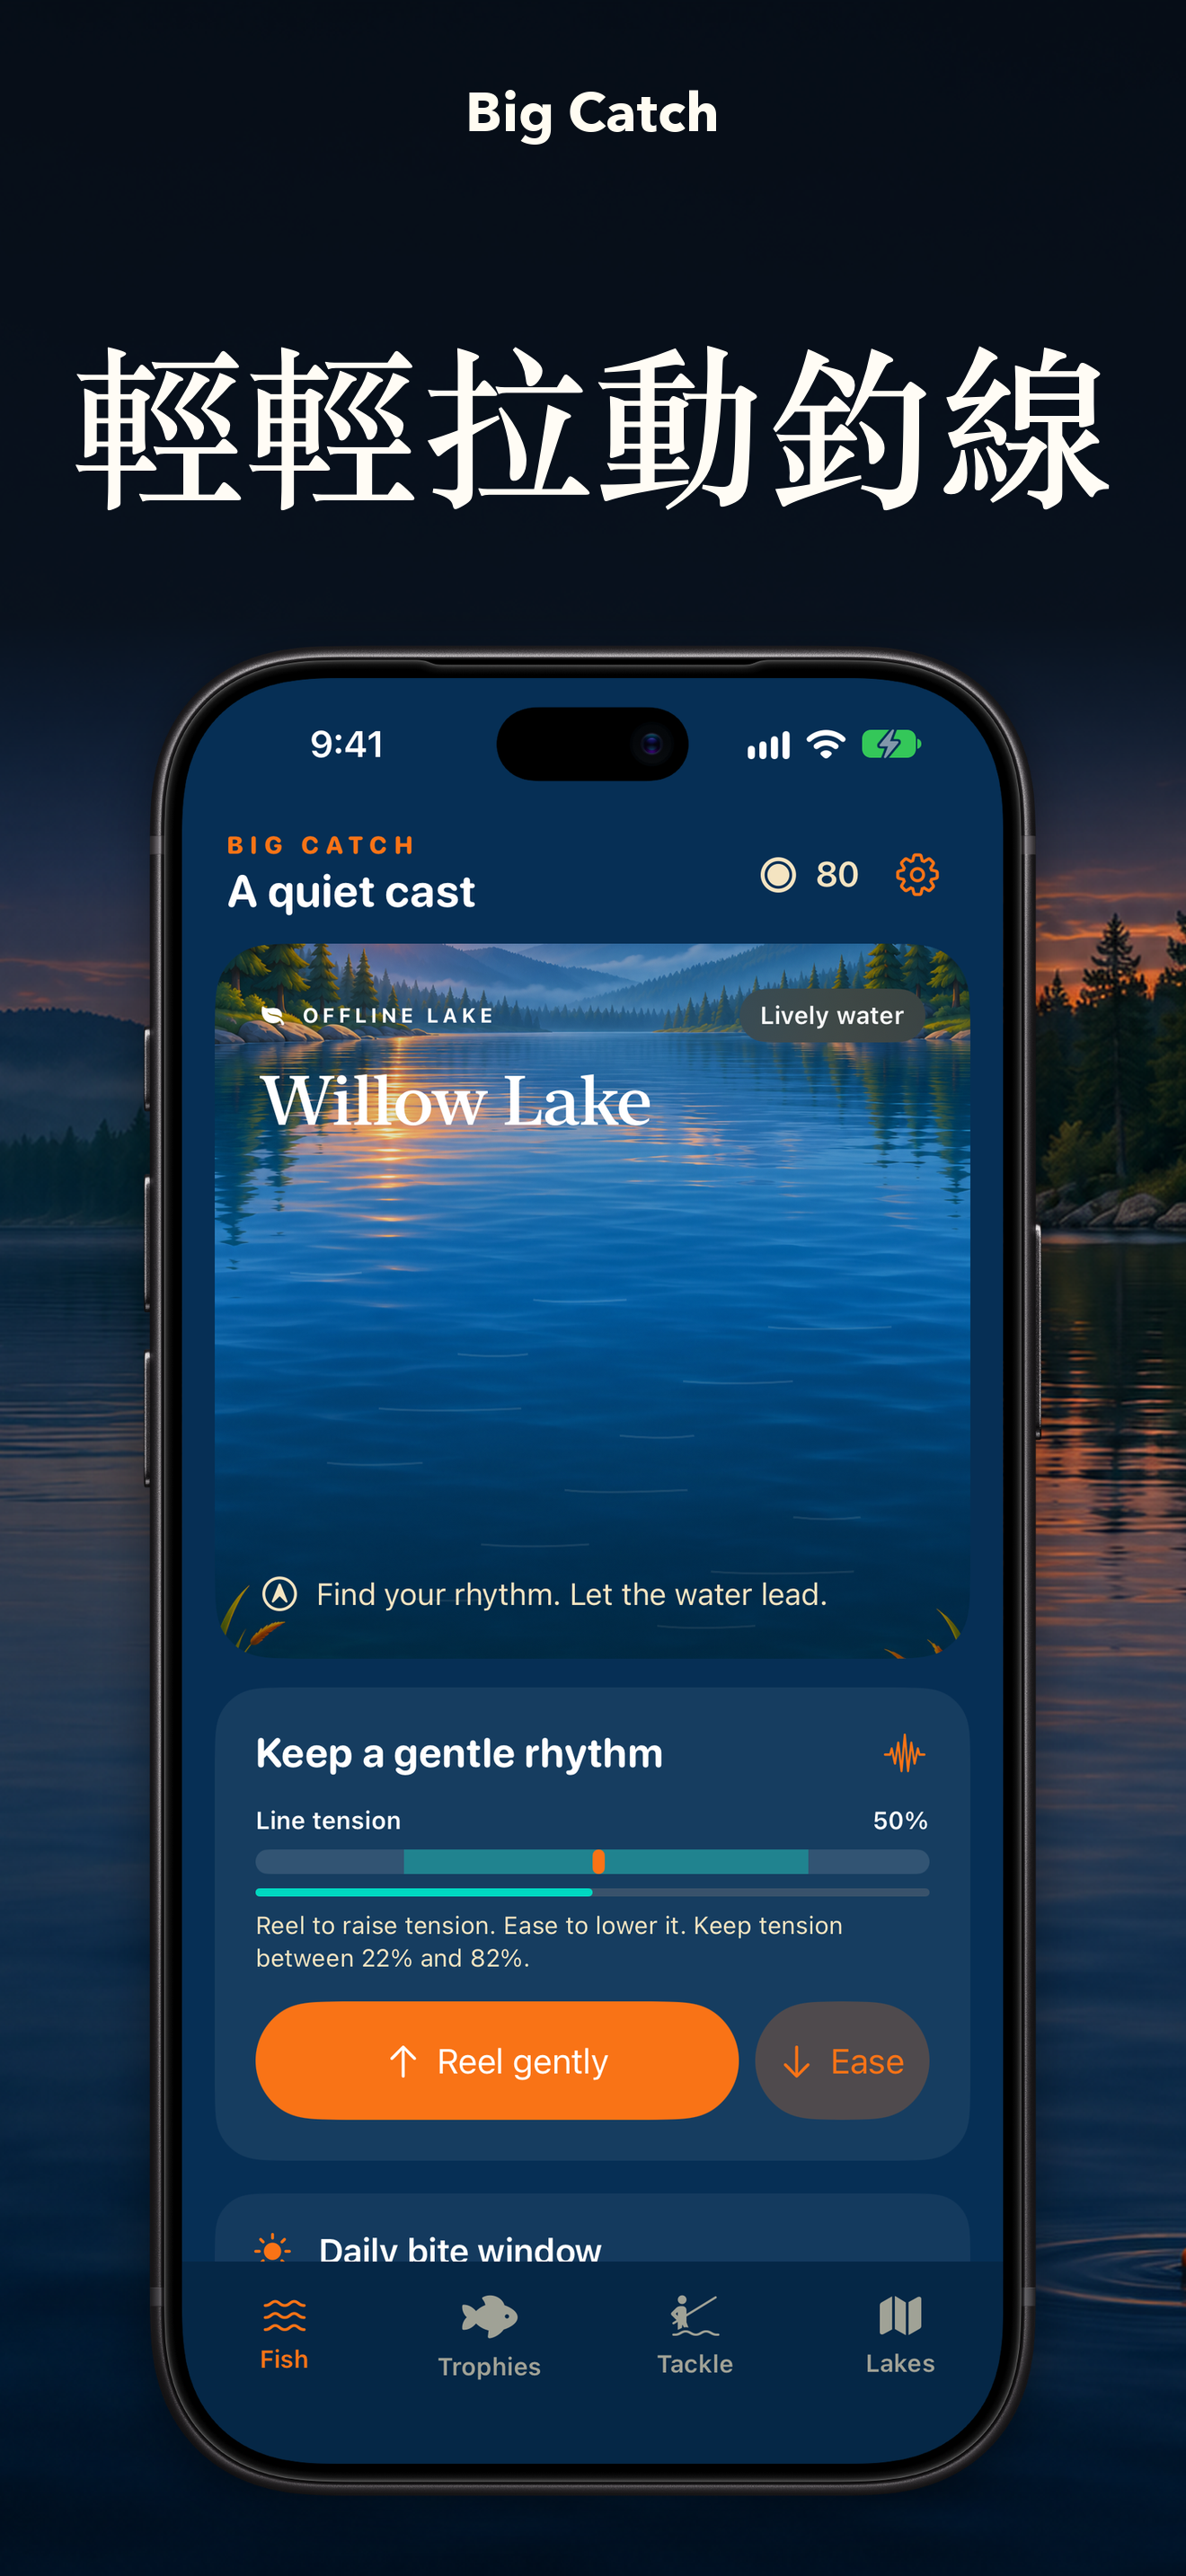 Big Catch
輕輕拉動釣線
9:41
BIG CATCH
A quiet cast
80
OFFLINE LAKE
Lively water
Willow Lake
Find your rhythm. Let the water lead.
Keep a gentle rhythm
Line tension
50%
Reel to raise tension. Ease to lower it. Keep tension
between 22% and 82%.
Reel gently
Ease
Daily bite window
Fish
Trophies
Tackle
Lakes